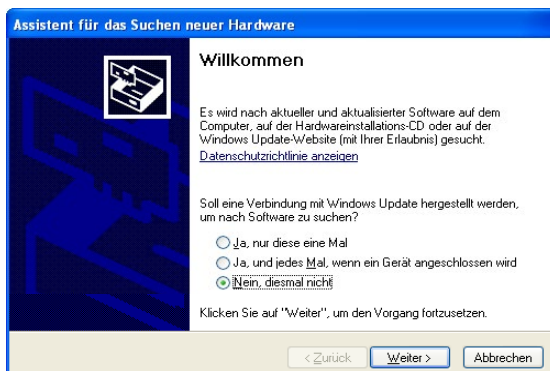 Assistent für das Suchen neuer Hardware
Willkommen
Es wird nach aktueller und aktualisierter Software auf dem
Computer, auf der Hardwareinstallations-CD oder auf der
Windows Update-Website (mit Ihrer Erlaubnis) gesucht.
Datenschutzrichtlinie anzeigen
Soll eine Verbindung mit Windows Update hergestellt werden,
um nach Software zu suchen?
Ja, nur diese eine Mal
Ja, und jedes Mal, wenn ein Gerät angeschlossen wird
Nein, diesmal nicht
Klicken Sie auf "Weiter", um den Vorgang fortzusetzen.
< Zurück Weiter > Abbrechen